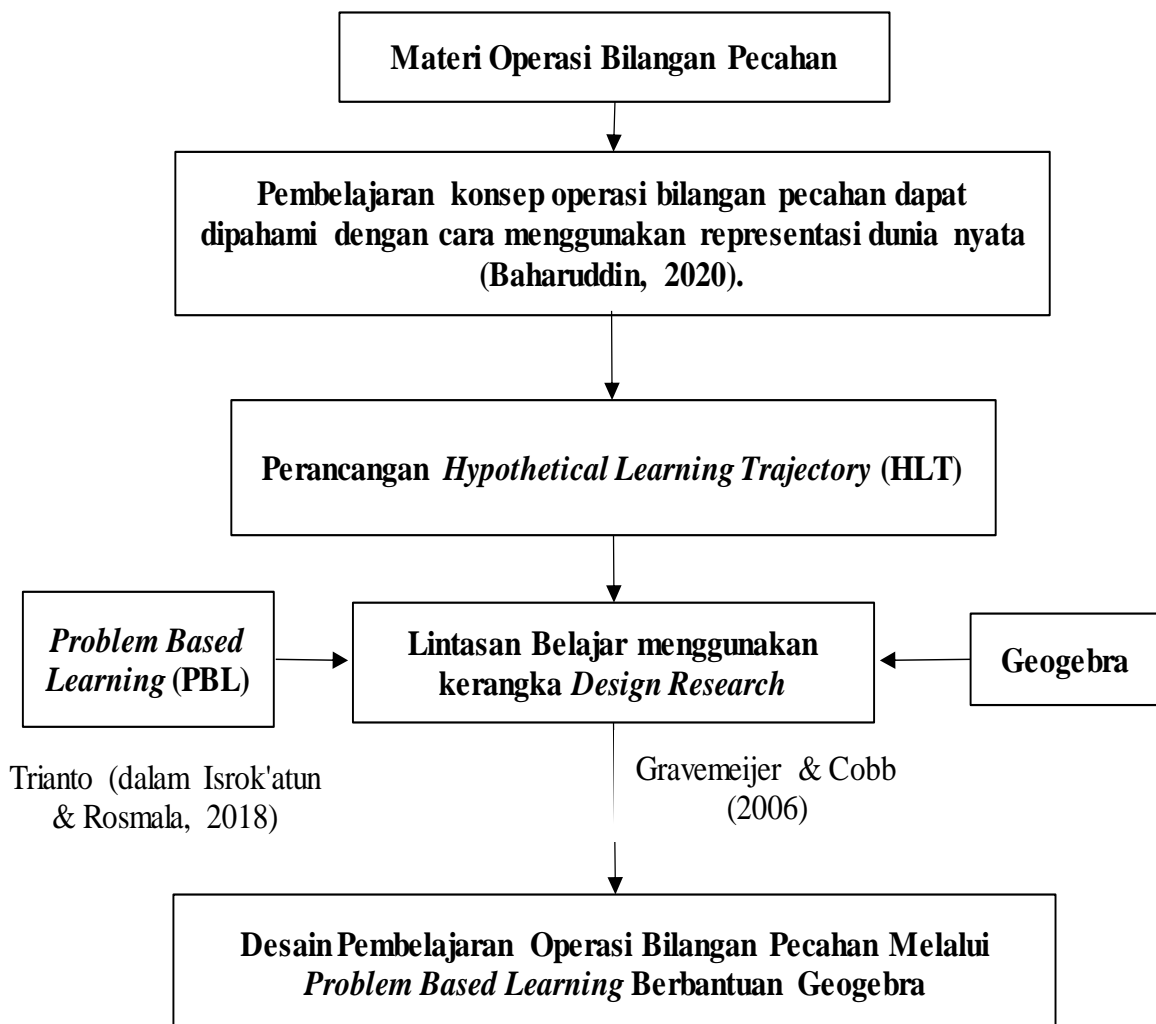 Materi Operasi Bilangan Pecahan
Pembelajaran konsep operasi bilangan pecahan dapat
dipahami dengan cara menggunakan representasi dunia nyata
(Baharuddin, 2020).
Perancangan Hypothetical Learning Trajectory (HLT)
Problem Based
Learning (PBL)
Lintasan Belajar menggunakan
kerangka Design Research
Geogebra
Trianto (dalam Isrok'atun
& Rosmala, 2018)
Gravemeijer & Cobb
(2006)
Desain Pembelajaran Operasi Bilangan Pecahan Melalui
Problem Based Learning Berbantuan Geogebra